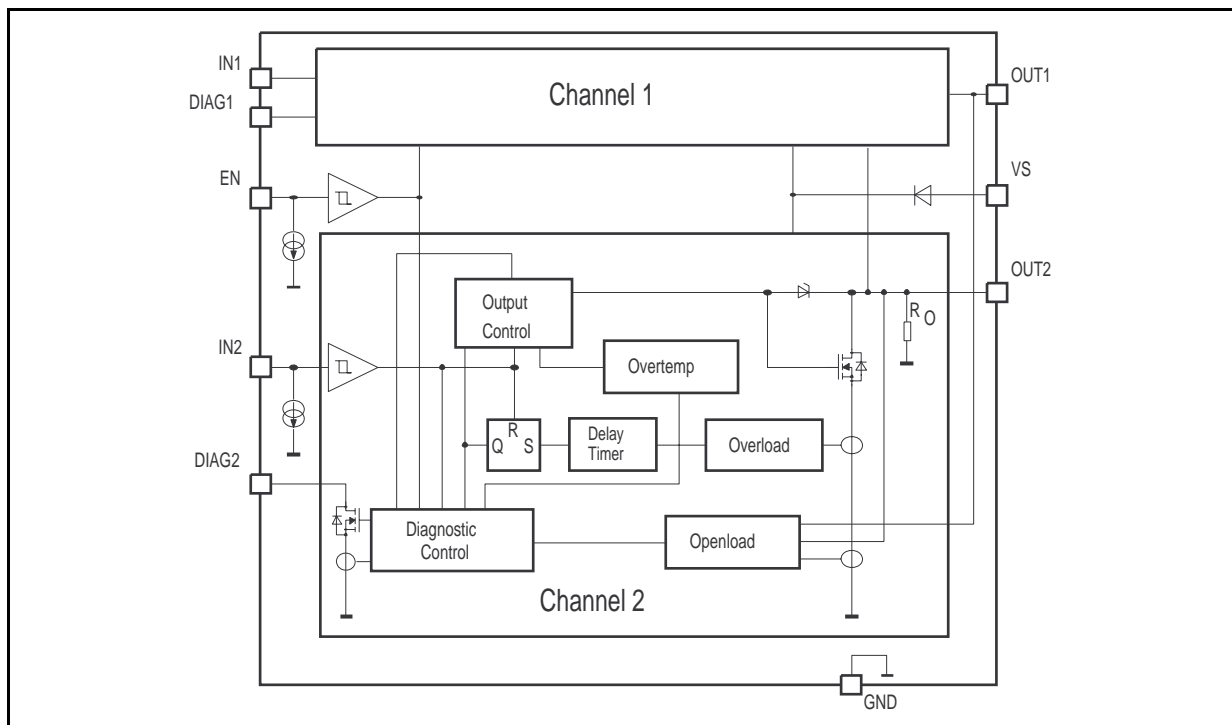 IN1
DIAG1
Channel 1
OUT1
EN
VS
OUT2
Output
Control
R
O
IN2
Overtemp
R
Q
S
Delay
Timer
Overload
DIAG2
Diagnostic
Control
Openload
Channel 2
GND